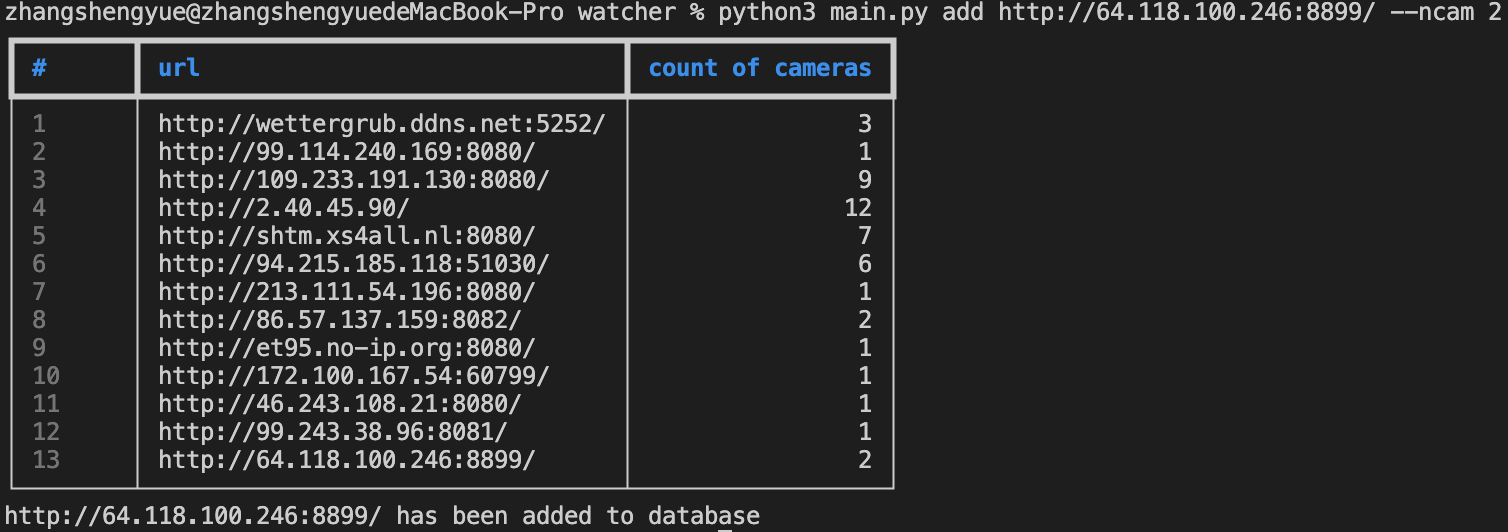 zhangshengyue@zhangshengyuedeMacBook-Pro watcher % python3 main.py add http://64.118.100.246:8899/ --ncam 2
# url count of cameras
1 http://wettergrub.ddns.net:5252/ 3
2 http://99.114.240.169:8080/ 1
3 http://109.233.191.130:8080/ 9
4 http://2.40.45.90/ 12
5 http://shtm.xs4all.nl:8080/ 7
6 http://94.215.185.118:51030/ 6
7 http://213.111.54.196:8080/ 1
8 http://86.57.137.159:8082/ 2
9 http://et95.no-ip.org:8080/ 1
10 http://172.100.167.54:60799/ 1
11 http://46.243.108.21:8080/ 1
12 http://99.243.38.96:8081/ 1
13 http://64.118.100.246:8899/ 2
http://64.118.100.246:8899/ has been added to database